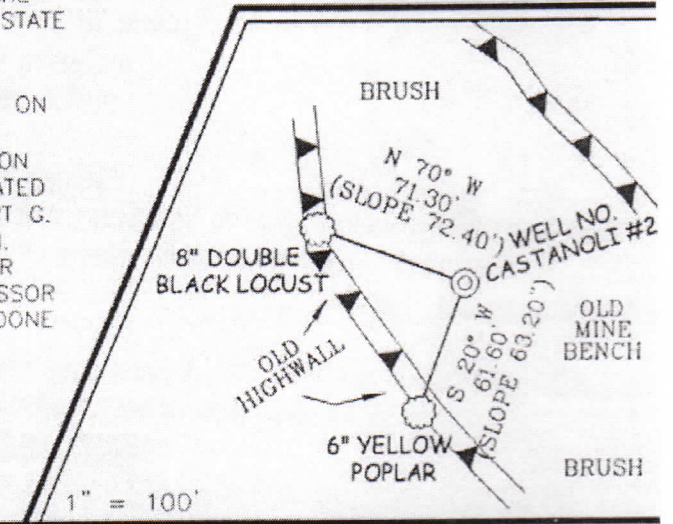 STATE
ON
ON
ATED
T G.
R
SSOR
DONE
BRUSH
N 70° W
71.30'
(SLOPE 72.40')
WELL NO.
CASTANOLI #2
8" DOUBLE
BLACK LOCUST
OLD
HIGHWALL
S 20° W
61.60'
(SLOPE 63.20')
OLD
MINE
BENCH
6" YELLOW
POPLAR
BRUSH
1" = 100'